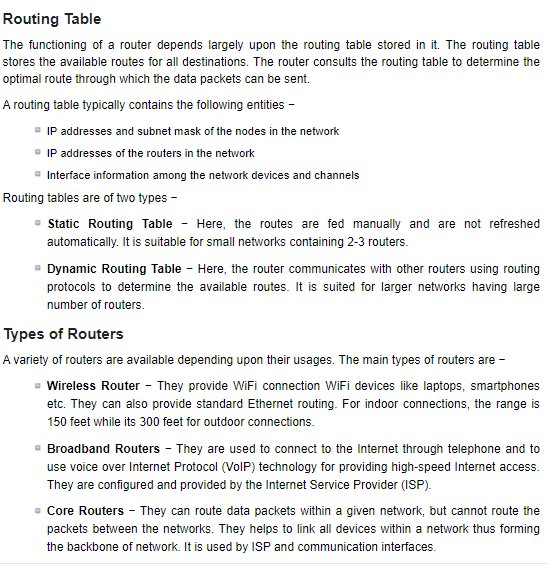 Routing Table
The functioning of a router depends largely upon the routing table stored in it. The routing table
stores the available routes for all destinations. The router consults the routing table to determine the
optimal route through which the data packets can be sent.
A routing table typically contains the following entities −
IP addresses and subnet mask of the nodes in the network
IP addresses of the routers in the network
Interface information among the network devices and channels
Routing tables are of two types −
Static Routing Table − Here, the routes are fed manually and are not refreshed
automatically. It is suitable for small networks containing 2-3 routers.
Dynamic Routing Table − Here, the router communicates with other routers using routing
protocols to determine the available routes. It is suited for larger networks having large
number of routers.
Types of Routers
A variety of routers are available depending upon their usages. The main types of routers are −
Wireless Router − They provide WiFi connection WiFi devices like laptops, smartphones
etc. They can also provide standard Ethernet routing. For indoor connections, the range is
150 feet while its 300 feet for outdoor connections.
Broadband Routers − They are used to connect to the Internet through telephone and to
use voice over Internet Protocol (VoIP) technology for providing high-speed Internet access.
They are configured and provided by the Internet Service Provider (ISP).
Core Routers − They can route data packets within a given network, but cannot route the
packets between the networks. They helps to link all devices within a network thus forming
the backbone of network. It is used by ISP and communication interfaces.